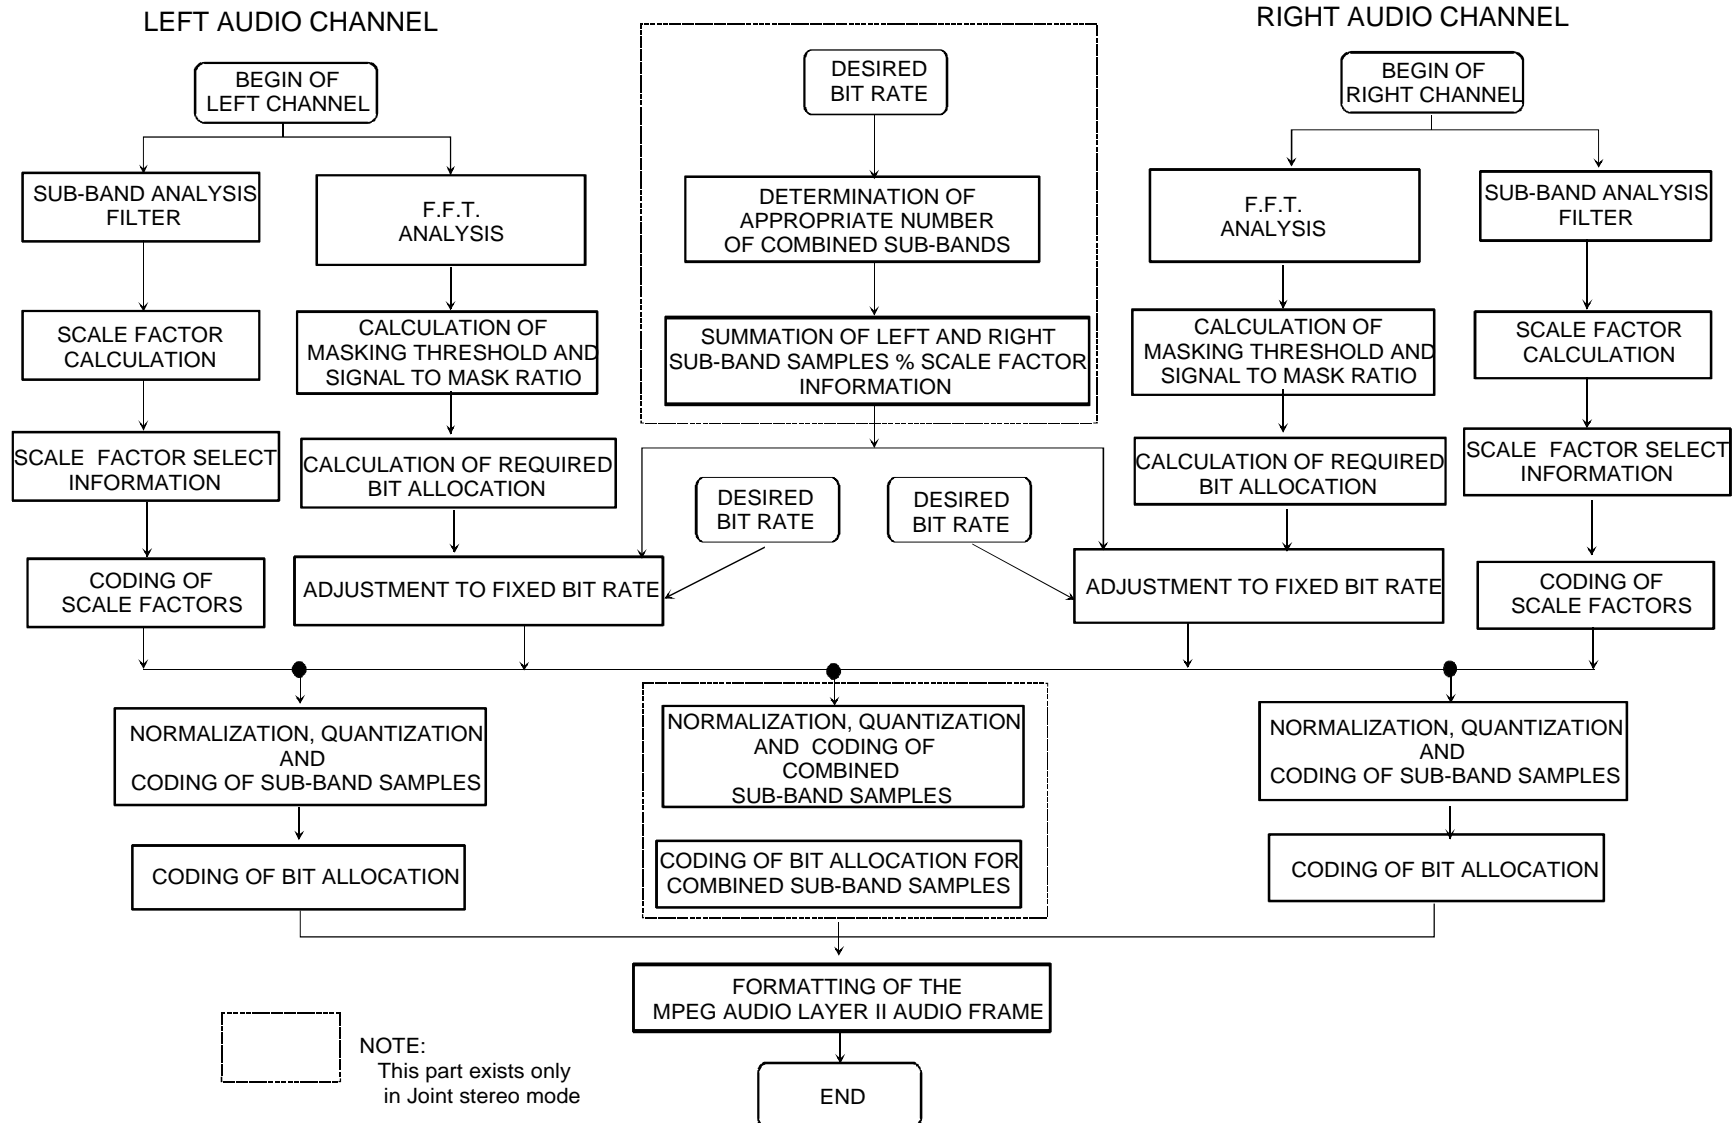 LEFT AUDIO CHANNEL
RIGHT AUDIO CHANNEL
BEGIN OF
LEFT CHANNEL
DESIRED
BIT RATE
BEGIN OF
RIGHT CHANNEL
SUB-BAND ANALYSIS
FILTER
F.F.T.
ANALYSIS
DETERMINATION OF
APPROPRIATE NUMBER
OF COMBINED SUB-BANDS
F.F.T.
ANALYSIS
SUB-BAND ANALYSIS
FILTER
SCALE FACTOR
CALCULATION
CALCULATION OF
MASKING THRESHOLD AND
SIGNAL TO MASK RATIO
SUMMATION OF LEFT AND RIGHT
SUB-BAND SAMPLES % SCALE FACTOR
INFORMATION
CALCULATION OF
MASKING THRESHOLD AND
SIGNAL TO MASK RATIO
SCALE FACTOR
CALCULATION
SCALE FACTOR SELECT
INFORMATION
CALCULATION OF REQUIRED
BIT ALLOCATION
DESIRED
BIT RATE
DESIRED
BIT RATE
CALCULATION OF REQUIRED
BIT ALLOCATION
SCALE FACTOR SELECT
INFORMATION
CODING OF
SCALE FACTORS
ADJUSTMENT TO FIXED BIT RATE
ADJUSTMENT TO FIXED BIT RATE
CODING OF
SCALE FACTORS
NORMALIZATION, QUANTIZATION
AND
CODING OF SUB-BAND SAMPLES
NORMALIZATION, QUANTIZATION
AND CODING OF
COMBINED
SUB-BAND SAMPLES
NORMALIZATION, QUANTIZATION
AND
CODING OF SUB-BAND SAMPLES
CODING OF BIT ALLOCATION
CODING OF BIT ALLOCATION FOR
COMBINED SUB-BAND SAMPLES
CODING OF BIT ALLOCATION
FORMATTING OF THE
MPEG AUDIO LAYER II AUDIO FRAME
NOTE:
This part exists only
in Joint stereo mode
END